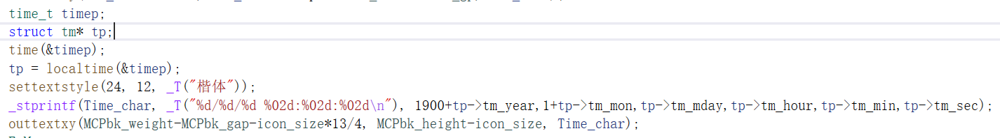 time_t timep;
struct tm* tp;
time(&timep);
tp = localtime(&timep);
settextstyle(24, 12, _T("楷体"));
_stprintf(Time_char, _T("%d/%d/%d %02d:%02d:%02d\n"), 1900+tp->tm_year,1+tp->tm_mon,tp->tm_mday,tp->tm_hour,tp->tm_min,tp->tm_sec);
outtextxy(MCPbk_weight-MCPbk_gap-icon_size*13/4, MCPbk_height-icon_size, Time_char);